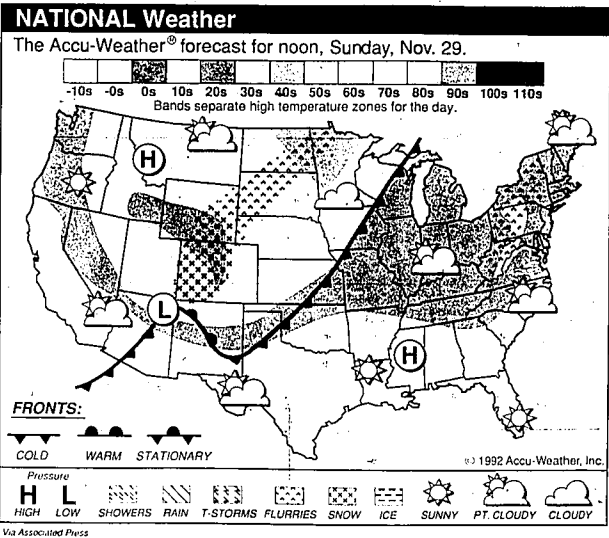 NATIONAL Weather
The Accu-Weather® forecast for noon, Sunday, Nov. 29.
-10s -0s 0s 10s 20s 30s 40s 50s 60s 70s 80s 90s 100s 110s
Bands separate high temperature zones for the day.
H
L
H
FRONTS:
COLD WARM STATIONARY
© 1992 Accu-Weather, Inc.
Pressure
H L
HIGH LOW SHOWERS RAIN T-STORMS FLURRIES SNOW ICE SUNNY PT. CLOUDY CLOUDY
Via Associated Press